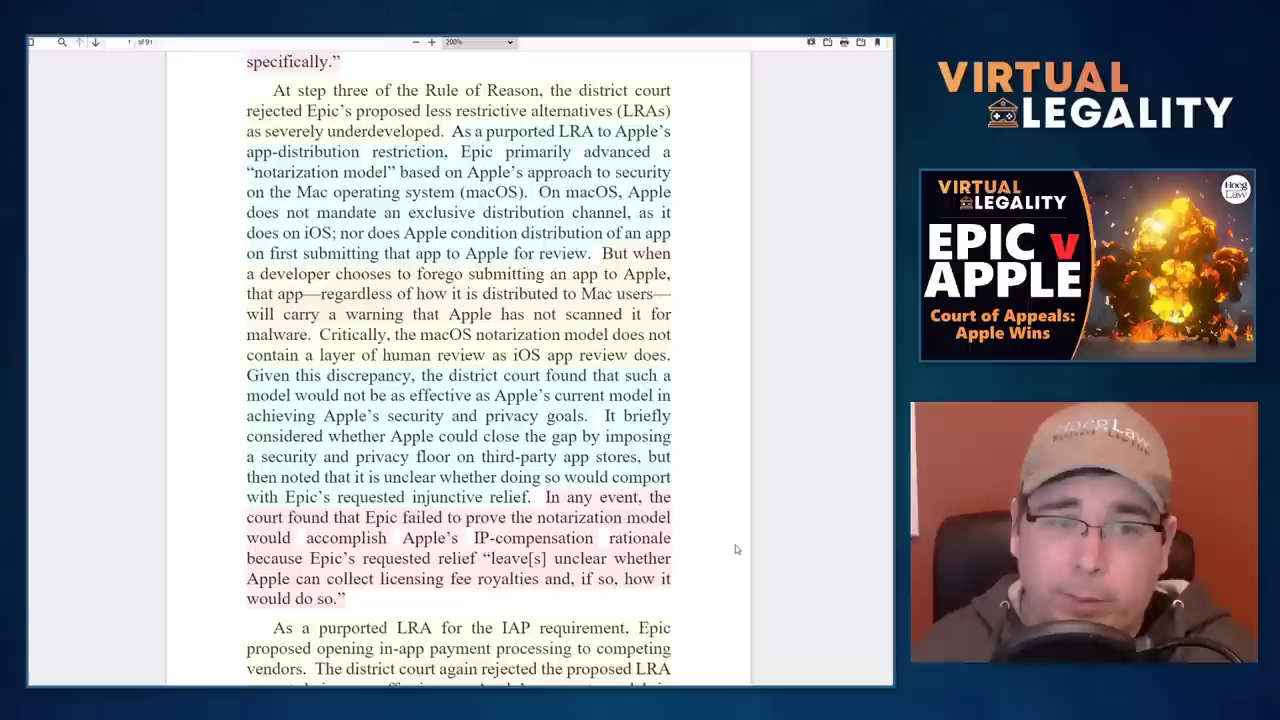 1 of 91
200%
specifically.”
At step three of the Rule of Reason, the district court
rejected Epic’s proposed less restrictive alternatives (LRAs)
as severely underdeveloped. As a purported LRA to Apple’s
app-distribution restriction, Epic primarily advanced a
“notarization model” based on Apple’s approach to security
on the Mac operating system (macOS). On macOS, Apple
does not mandate an exclusive distribution channel, as it
does on iOS; nor does Apple condition distribution of an app
on first submitting that app to Apple for review. But when
a developer chooses to forego submitting an app to Apple,
that app—regardless of how it is distributed to Mac users—
will carry a warning that Apple has not scanned it for
malware. Critically, the macOS notarization model does not
contain a layer of human review as iOS app review does.
Given this discrepancy, the district court found that such a
model would not be as effective as Apple’s current model in
achieving Apple’s security and privacy goals. It briefly
considered whether Apple could close the gap by imposing
a security and privacy floor on third-party app stores, but
then noted that it is unclear whether doing so would comport
with Epic’s requested injunctive relief. In any event, the
court found that Epic failed to prove the notarization model
would accomplish Apple’s IP-compensation rationale
because Epic’s requested relief “leave[s] unclear whether
Apple can collect licensing fee royalties and, if so, how it
would do so.”
As a purported LRA for the IAP requirement, Epic
proposed opening in-app payment processing to competing
vendors. The district court again rejected the proposed LRA
VIRTUAL
LEGALITY
VIRTUAL
LEGALITY
Hoeg
Law
EPIC v
APPLE
Court of Appeals:
Apple Wins
Hoeg Law